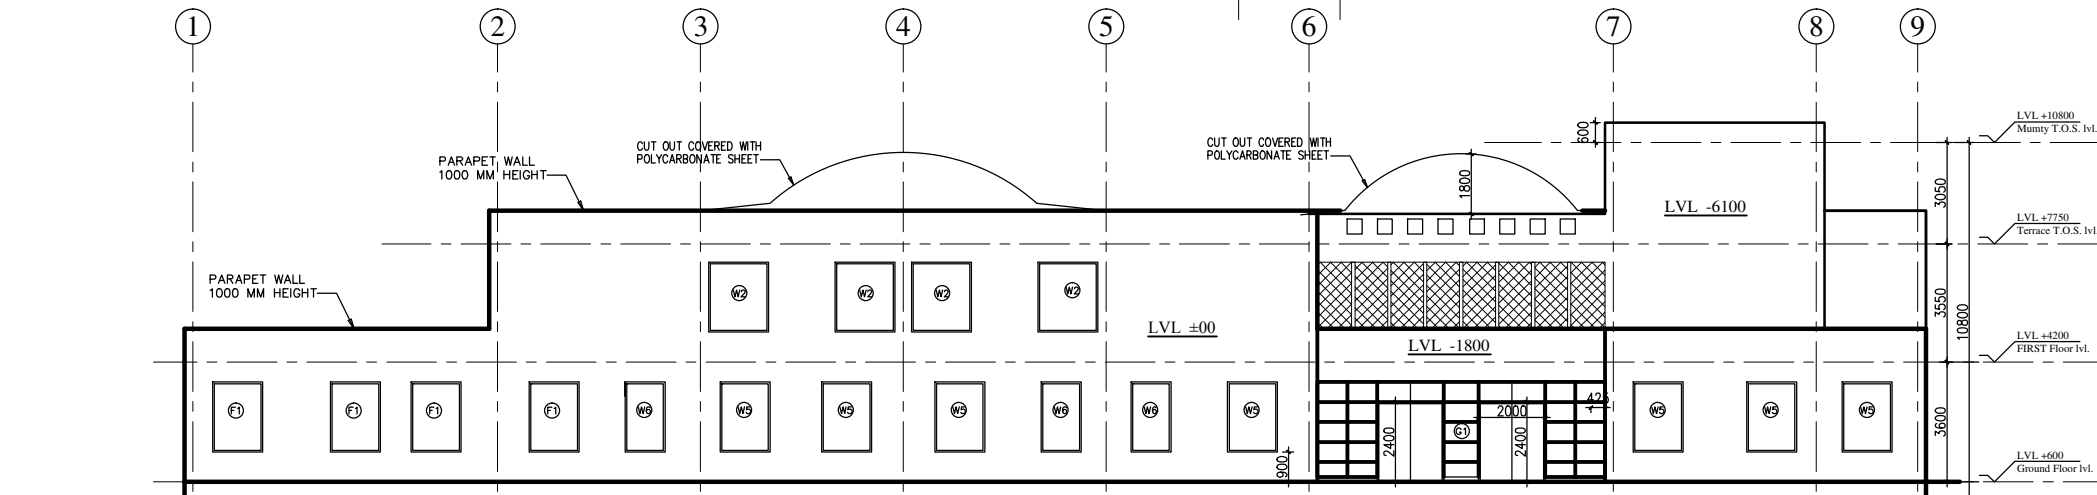 1 2 3 4 5 6 7 8 9
LVL +10800
Mumty T.O.S. lvl.
600
CUT OUT COVERED WITH
POLYCARBONATE SHEET
CUT OUT COVERED WITH
POLYCARBONATE SHEET
PARAPET WALL
1000 MM HEIGHT
1800
3050
LVL -6100
LVL +7750
Terrace T.O.S. lvl.
PARAPET WALL
1000 MM HEIGHT
W2 W2 W2 W2
3550
10800
LVL ±00
LVL -1800
LVL +4200
FIRST Floor lvl.
F1 F1 F1 F1 W6 W5 W5 W5 W6 W6 W5
425
2000
G1
W5 W5 W5
2400
2400
3600
900
LVL +600
Ground Floor lvl.